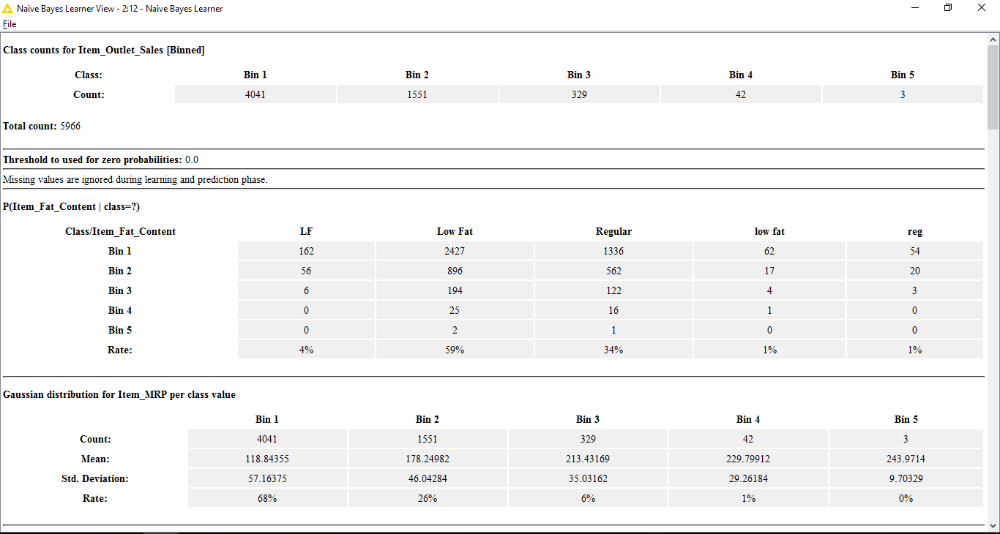 Naive Bayes Learner View - 2:12 - Naive Bayes Learner
File
Class counts for Item_Outlet_Sales [Binned]
Class: Bin 1 Bin 2 Bin 3 Bin 4 Bin 5
Count: 4041 1551 329 42 3
Total count: 5966
Threshold to used for zero probabilities: 0.0
Missing values are ignored during learning and prediction phase.
P(Item_Fat_Content | class=?)
Class/Item_Fat_Content LF Low Fat Regular low fat reg
Bin 1 162 2427 1336 62 54
Bin 2 56 896 562 17 20
Bin 3 6 194 122 4 3
Bin 4 0 25 16 1 0
Bin 5 0 2 1 0 0
Rate: 4% 59% 34% 1% 1%
Gaussian distribution for Item_MRP per class value
Bin 1 Bin 2 Bin 3 Bin 4 Bin 5
Count: 4041 1551 329 42 3
Mean: 118.84355 178.24982 213.43169 229.79912 243.9714
Std. Deviation: 57.16375 46.04284 35.03162 29.26184 9.70329
Rate: 68% 26% 6% 1% 0%